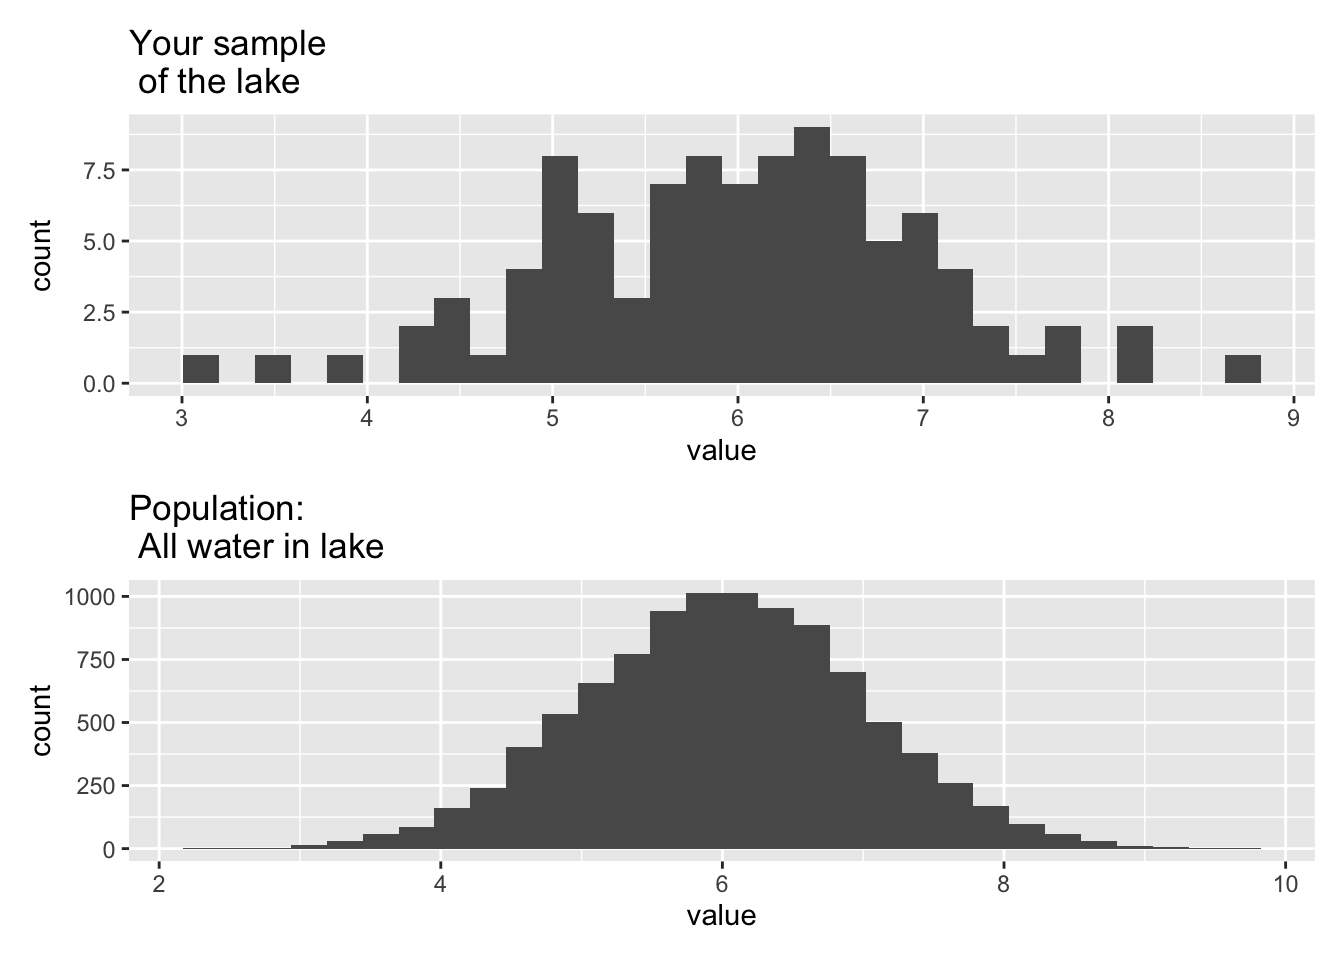 Your sample
of the lake
7.5
5.0
2.5
0.0
count
3 4 5 6 7 8 9
value
Population:
All water in lake
1000
750
500
250
0
count
2 4 6 8 10
value